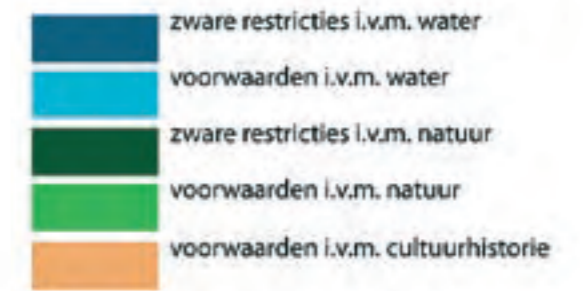 zware restricties i.v.m. water
voorwaarden i.v.m. water
zware restricties i.v.m. natuur
voorwaarden i.v.m. natuur
voorwaarden i.v.m. cultuurhistorie